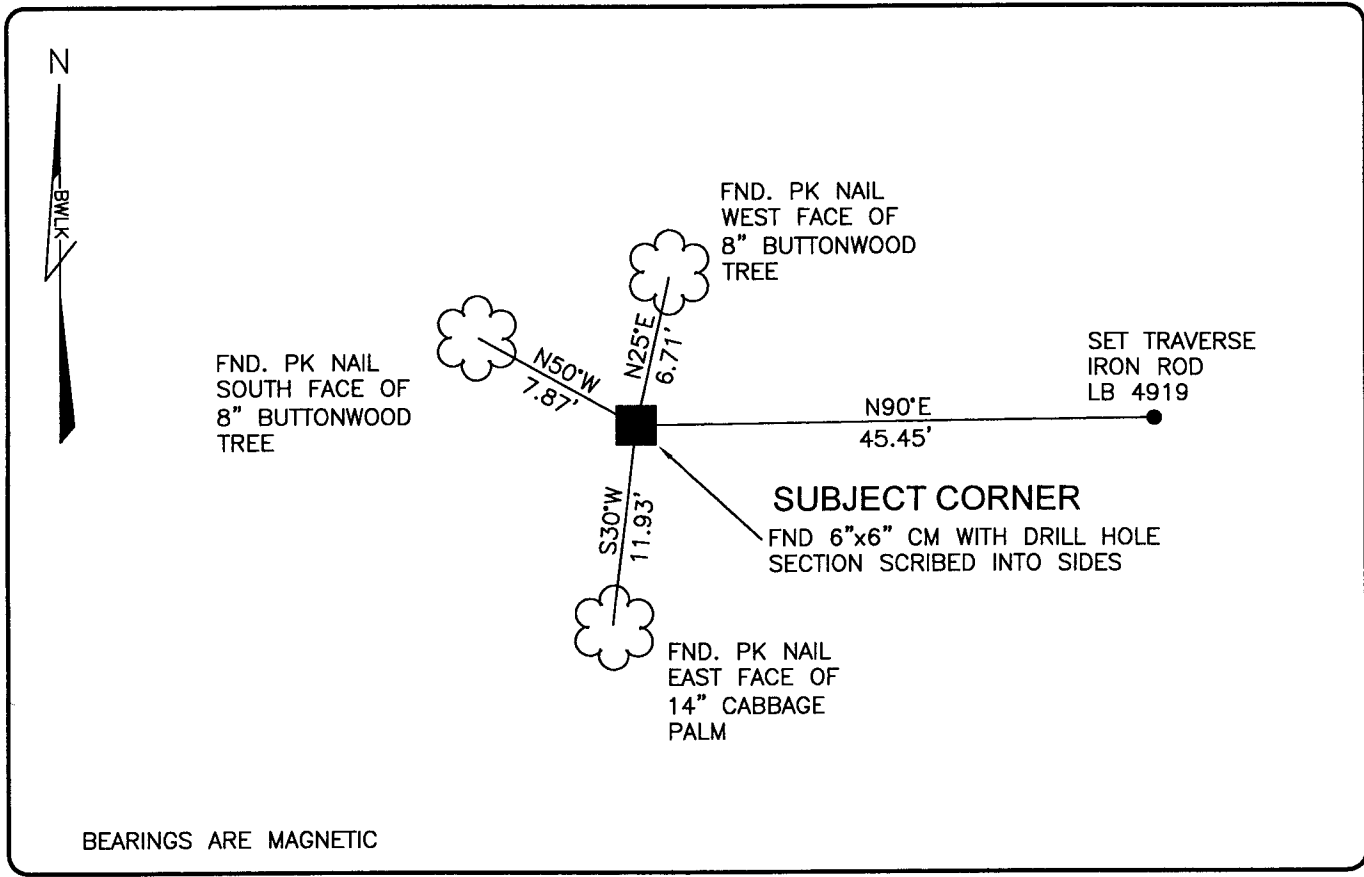 N
BWLK
FND. PK NAIL
WEST FACE OF
8" BUTTONWOOD
TREE
FND. PK NAIL
SOUTH FACE OF
8" BUTTONWOOD
TREE
N50°W
7.87'
N25°E
6.71'
N90°E
45.45'
SET TRAVERSE
IRON ROD
LB 4919
S30°W
11.93'
SUBJECT CORNER
FND 6"x6" CM WITH DRILL HOLE
SECTION SCRIBED INTO SIDES
FND. PK NAIL
EAST FACE OF
14" CABBAGE
PALM
BEARINGS ARE MAGNETIC